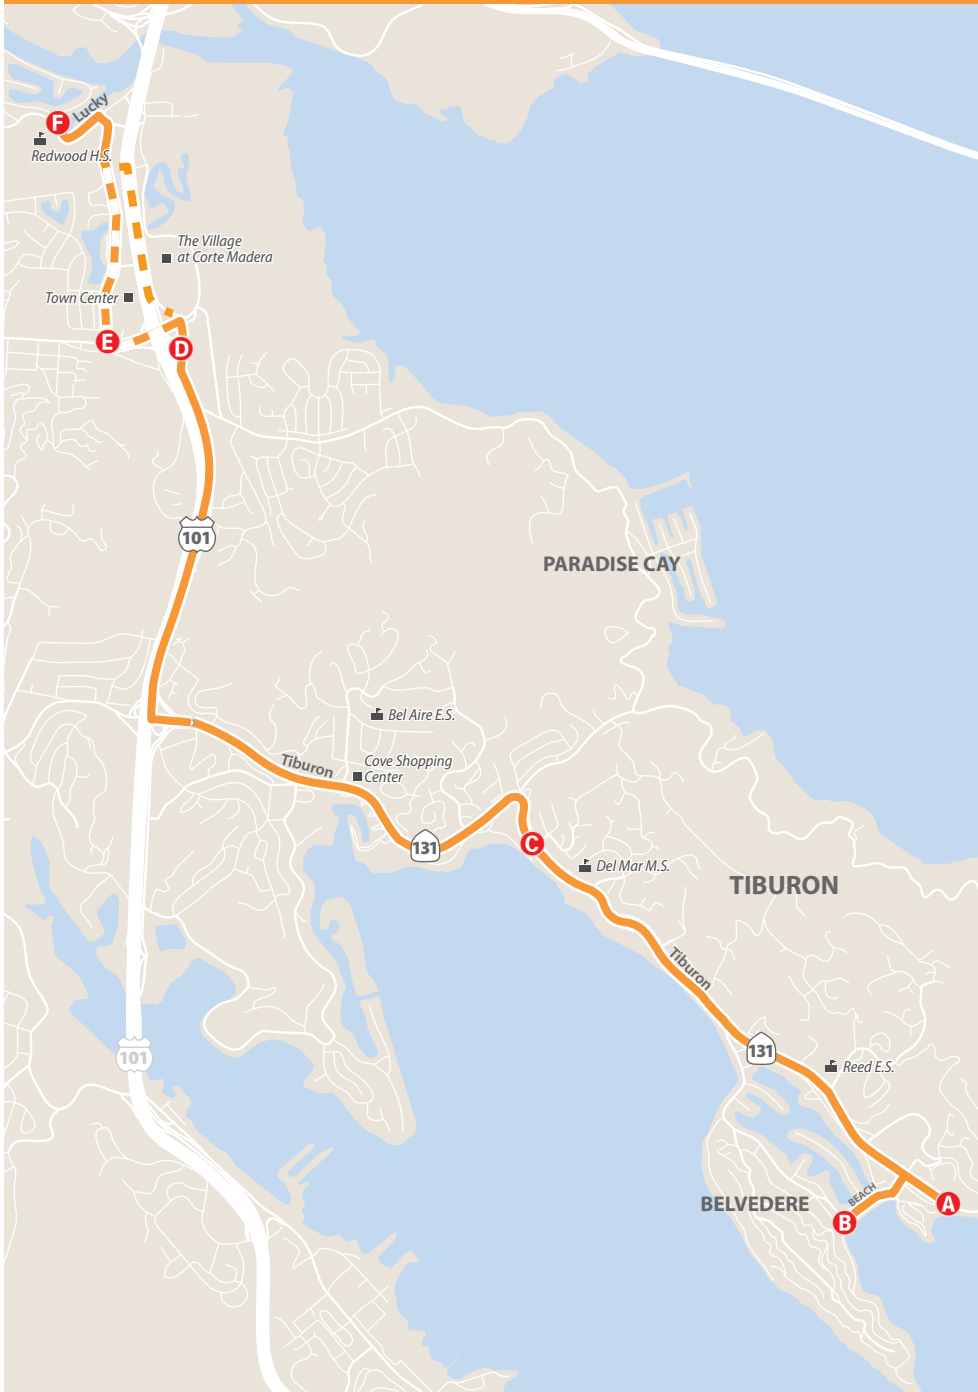 F
Lucky
Redwood H.S.
The Village
at Corte Madera
Town Center
E
D
101
PARADISE CAY
Bel Aire E.S.
Tiburon
Cove Shopping
Center
131
C
Del Mar M.S.
TIBURON
Tiburon
131
101
Reed E.S.
BEACH
BELVEDERE
B
A